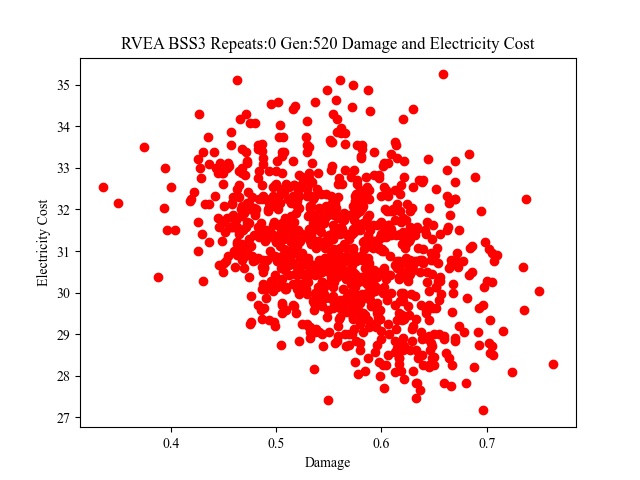 RVEA BSS3 Repeats:0 Gen:520 Damage and Electricity Cost
35
34
33
32
31
30
29
28
27
Electricity Cost
0.4 0.5 0.6 0.7
Damage